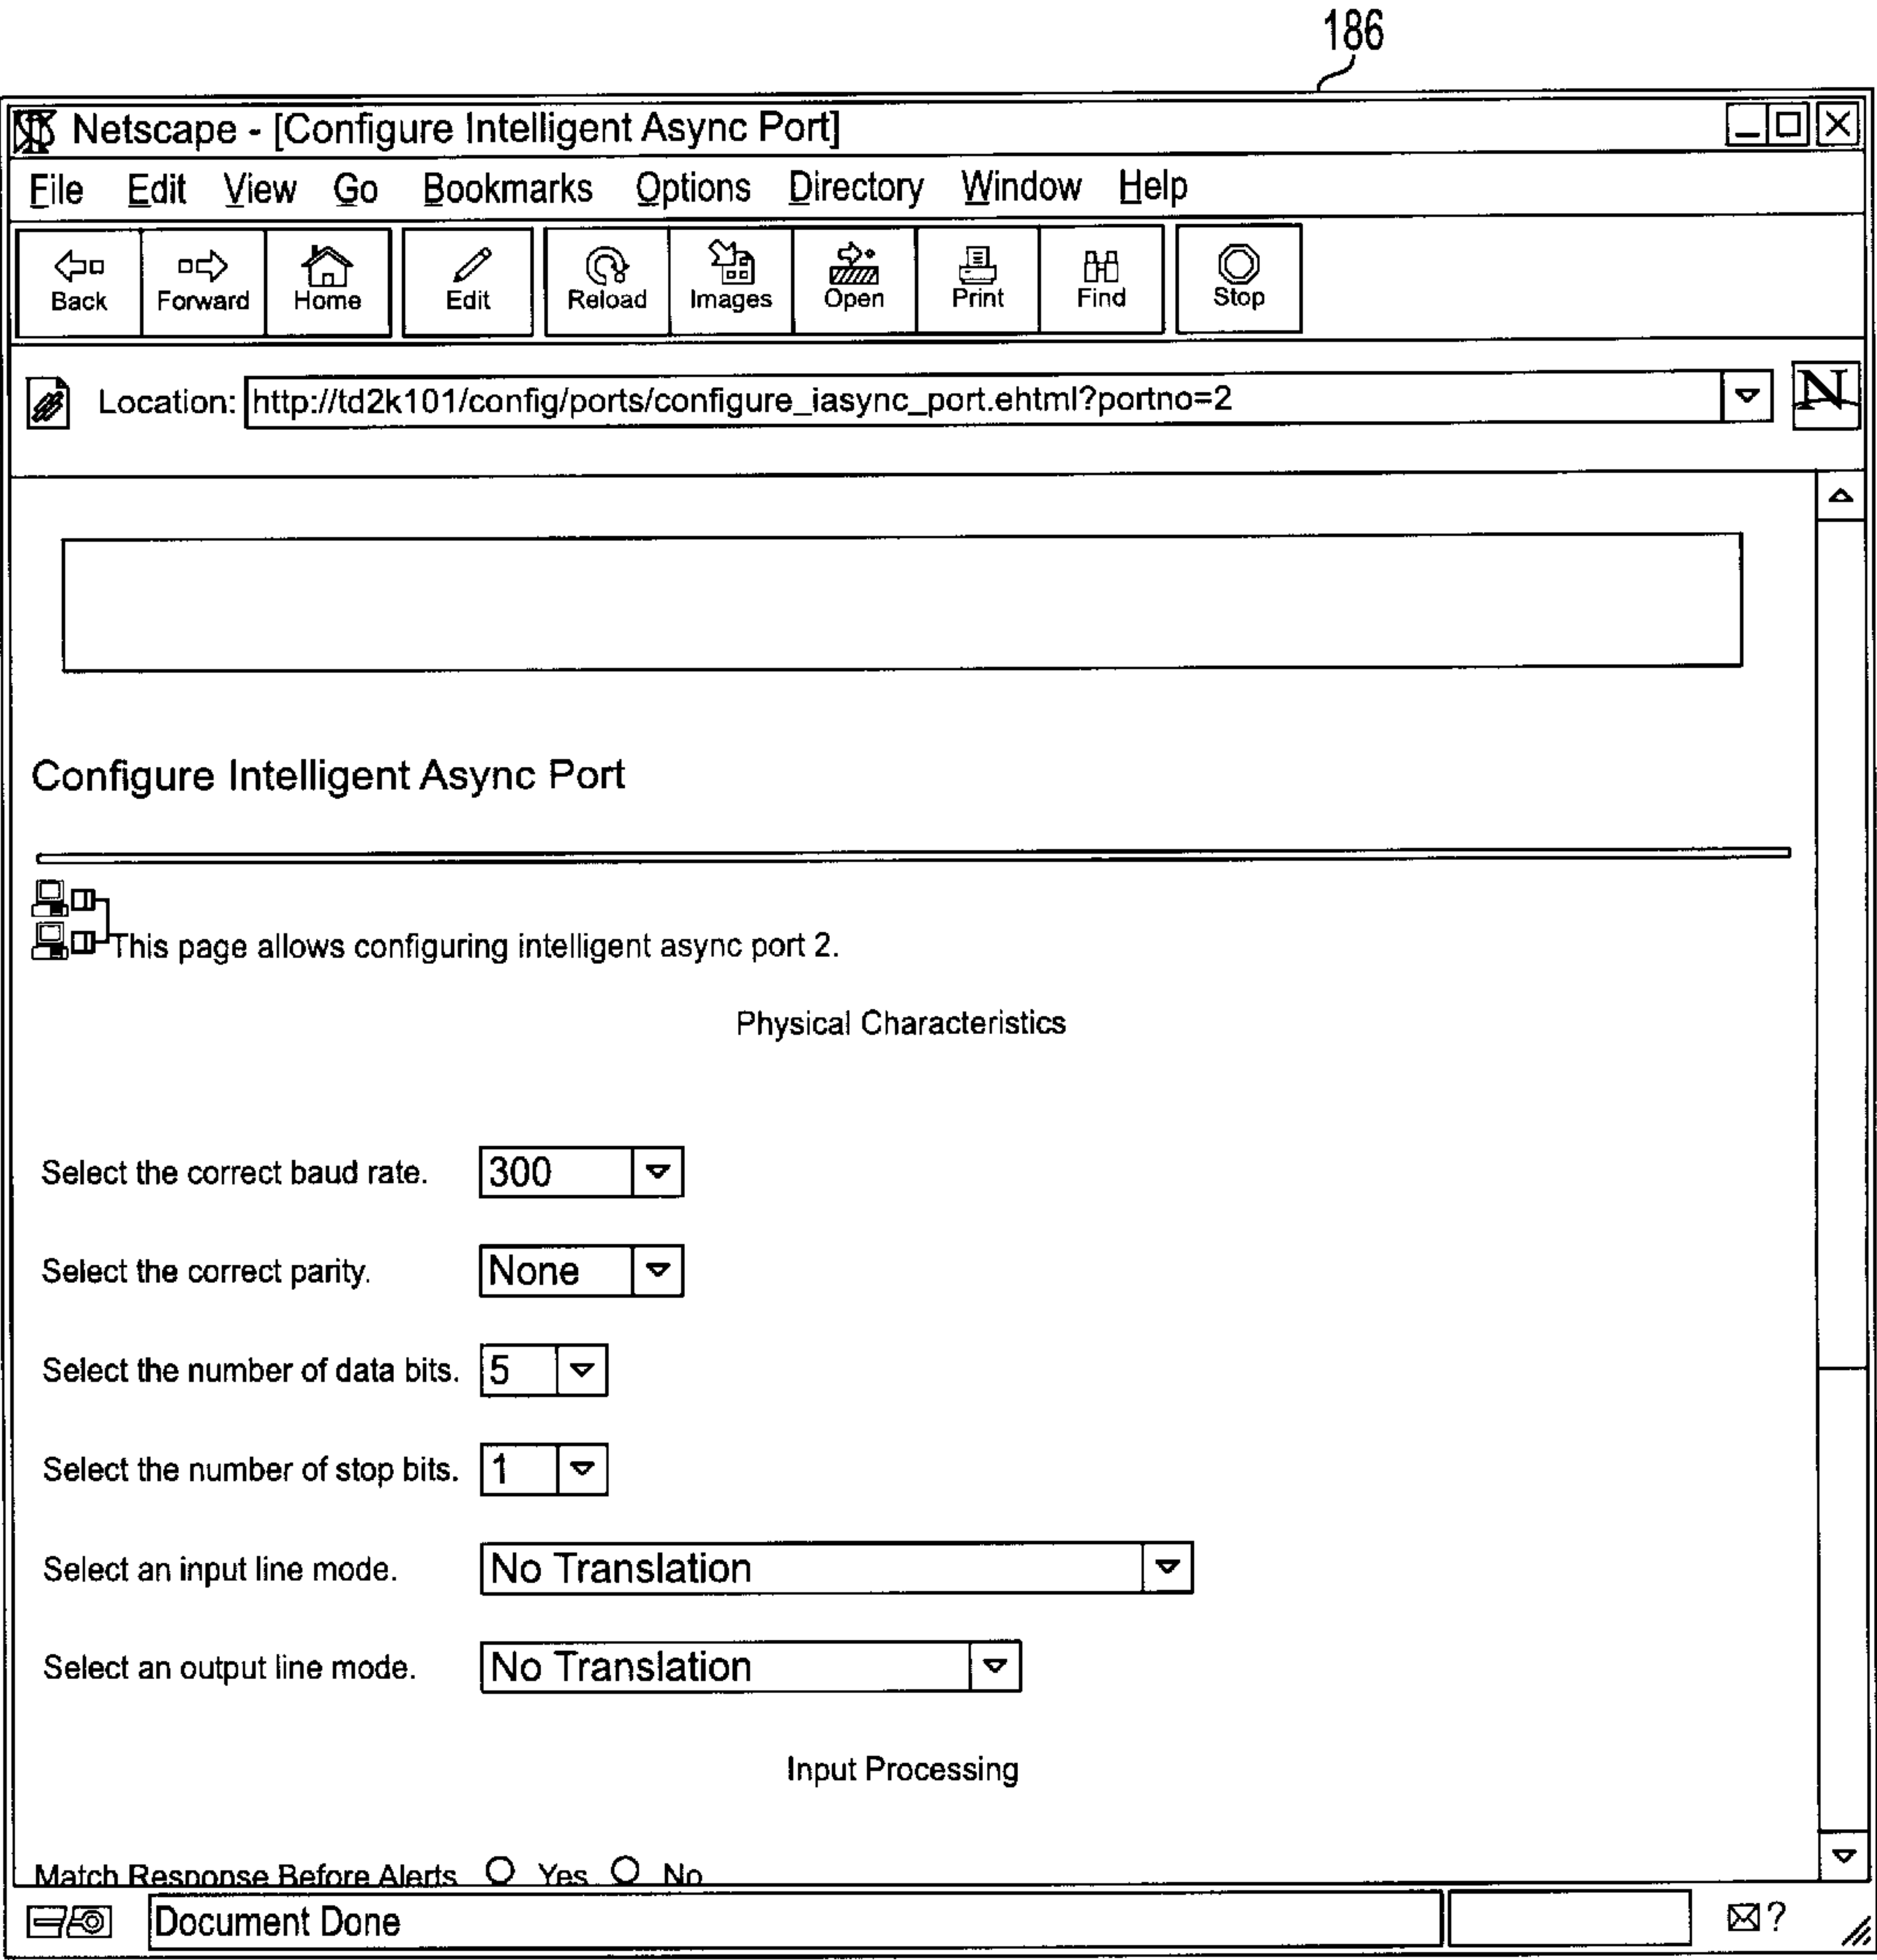 186
Netscape - [Configure Intelligent Async Port]
File Edit View Go Bookmarks Options Directory Window Help
Back Forward Home Edit Reload Images Open Print Find Stop
Location: http://td2k101/config/ports/configure_iasync_port.ehtml?portno=2
N
Configure Intelligent Async Port
This page allows configuring intelligent async port 2.
Physical Characteristics
Select the correct baud rate. 300
Select the correct parity. None
Select the number of data bits. 5
Select the number of stop bits. 1
Select an input line mode. No Translation
Select an output line mode. No Translation
Input Processing
Match Response Before Alerts Yes No
Document Done ?